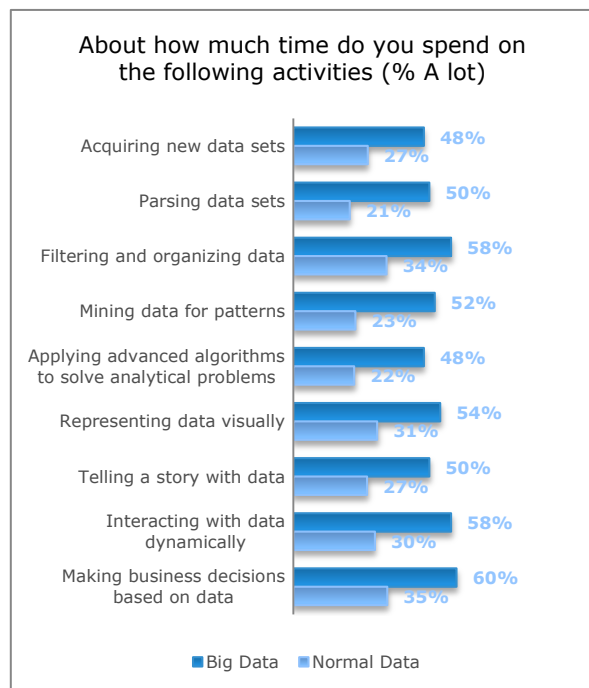 About how much time do you spend on
the following activities (% A lot)
Acquiring new data sets
48%
27%
Parsing data sets
50%
21%
Filtering and organizing data
58%
34%
Mining data for patterns
52%
23%
Applying advanced algorithms
to solve analytical problems
48%
22%
Representing data visually
54%
31%
Telling a story with data
50%
27%
Interacting with data
dynamically
58%
30%
Making business decisions
based on data
60%
35%
Big Data
Normal Data